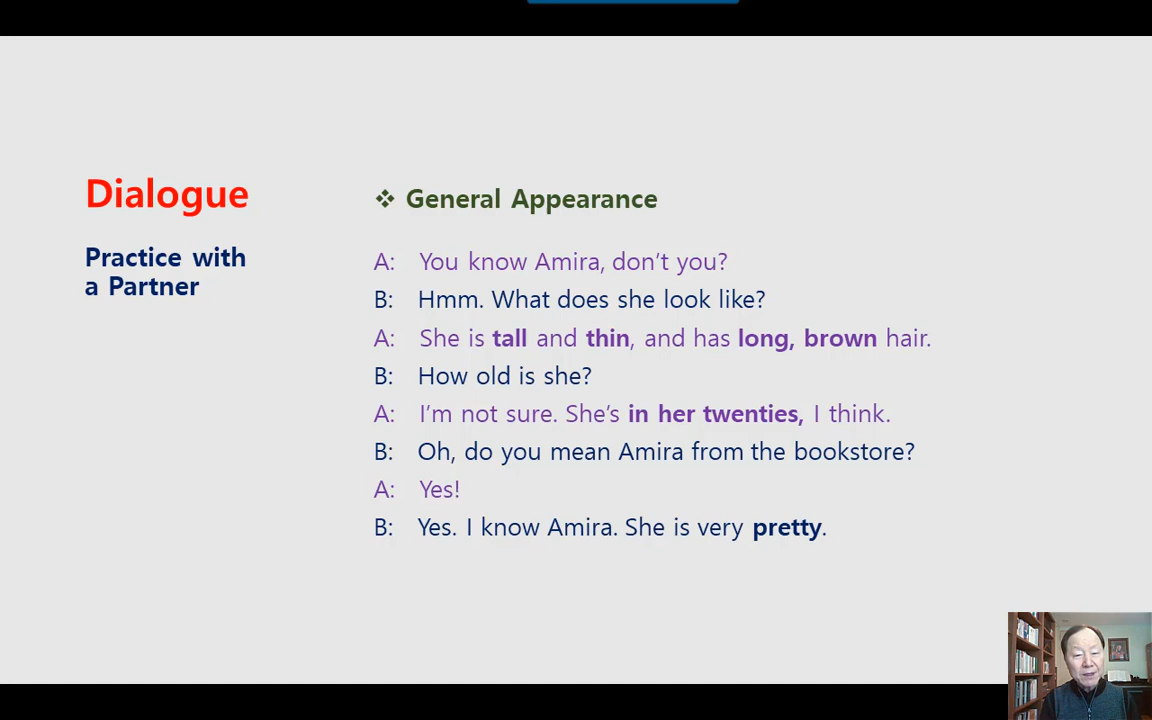 Dialogue
Practice with
a Partner
❖ General Appearance
A: You know Amira, don’t you?
B: Hmm. What does she look like?
A: She is tall and thin, and has long, brown hair.
B: How old is she?
A: I’m not sure. She’s in her twenties, I think.
B: Oh, do you mean Amira from the bookstore?
A: Yes!
B: Yes. I know Amira. She is very pretty.